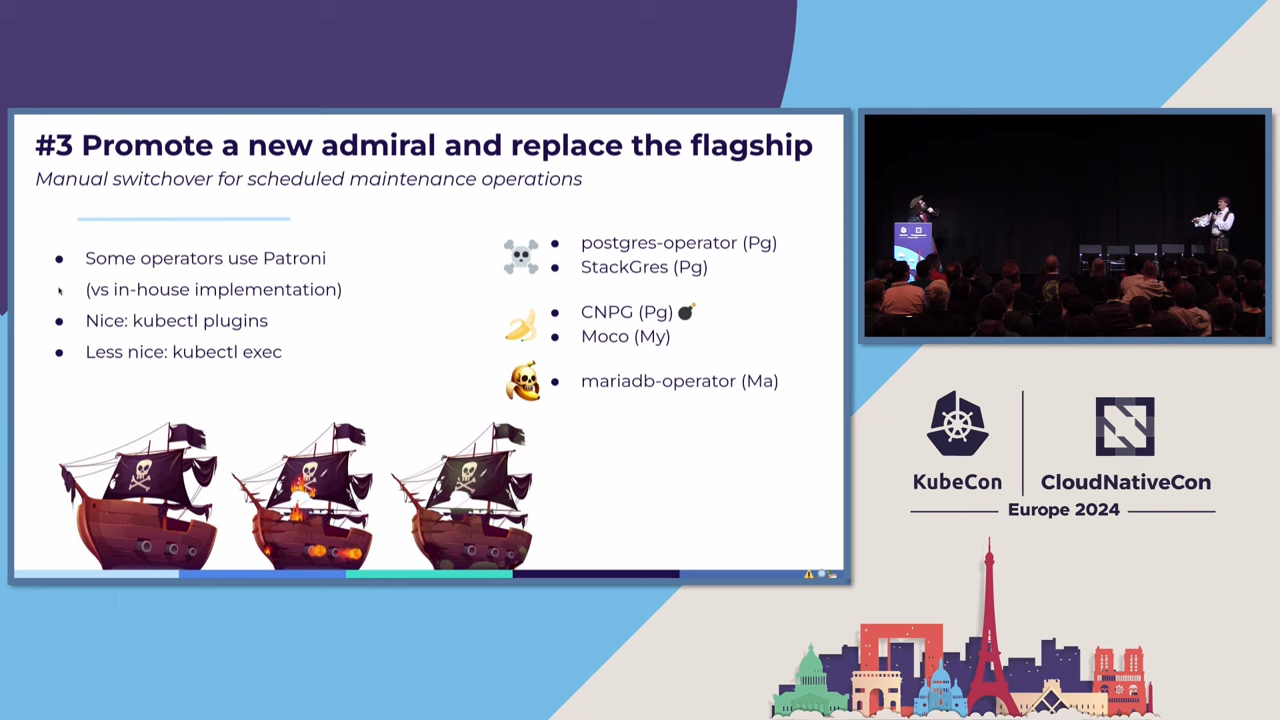 #3 Promote a new admiral and replace the flagship
Manual switchover for scheduled maintenance operations
Some operators use Patroni
(vs in-house implementation)
Nice: kubectl plugins
Less nice: kubectl exec
postgres-operator (Pg)
StackGres (Pg)
CNPG (Pg)
Moco (My)
mariadb-operator (Ma)
KubeCon
CloudNativeCon
Europe 2024